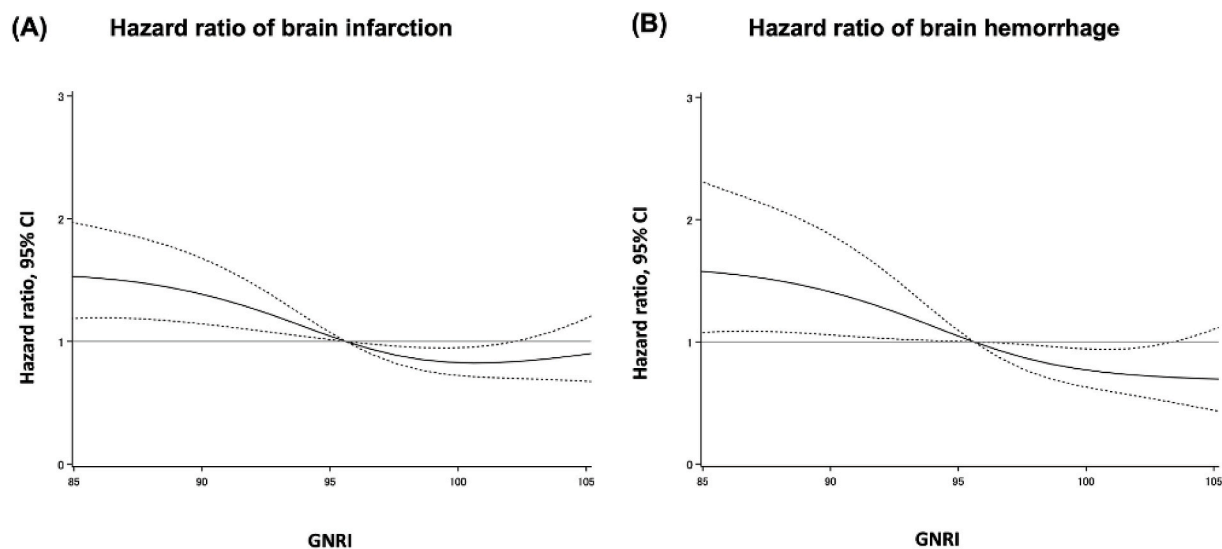 (A) Hazard ratio of brain infarction
3
2
1
0
Hazard ratio, 95% CI
85 90 95 100 105
GNRI
(B) Hazard ratio of brain hemorrhage
3
2
1
0
Hazard ratio, 95% CI
85 90 95 100 105
GNRI